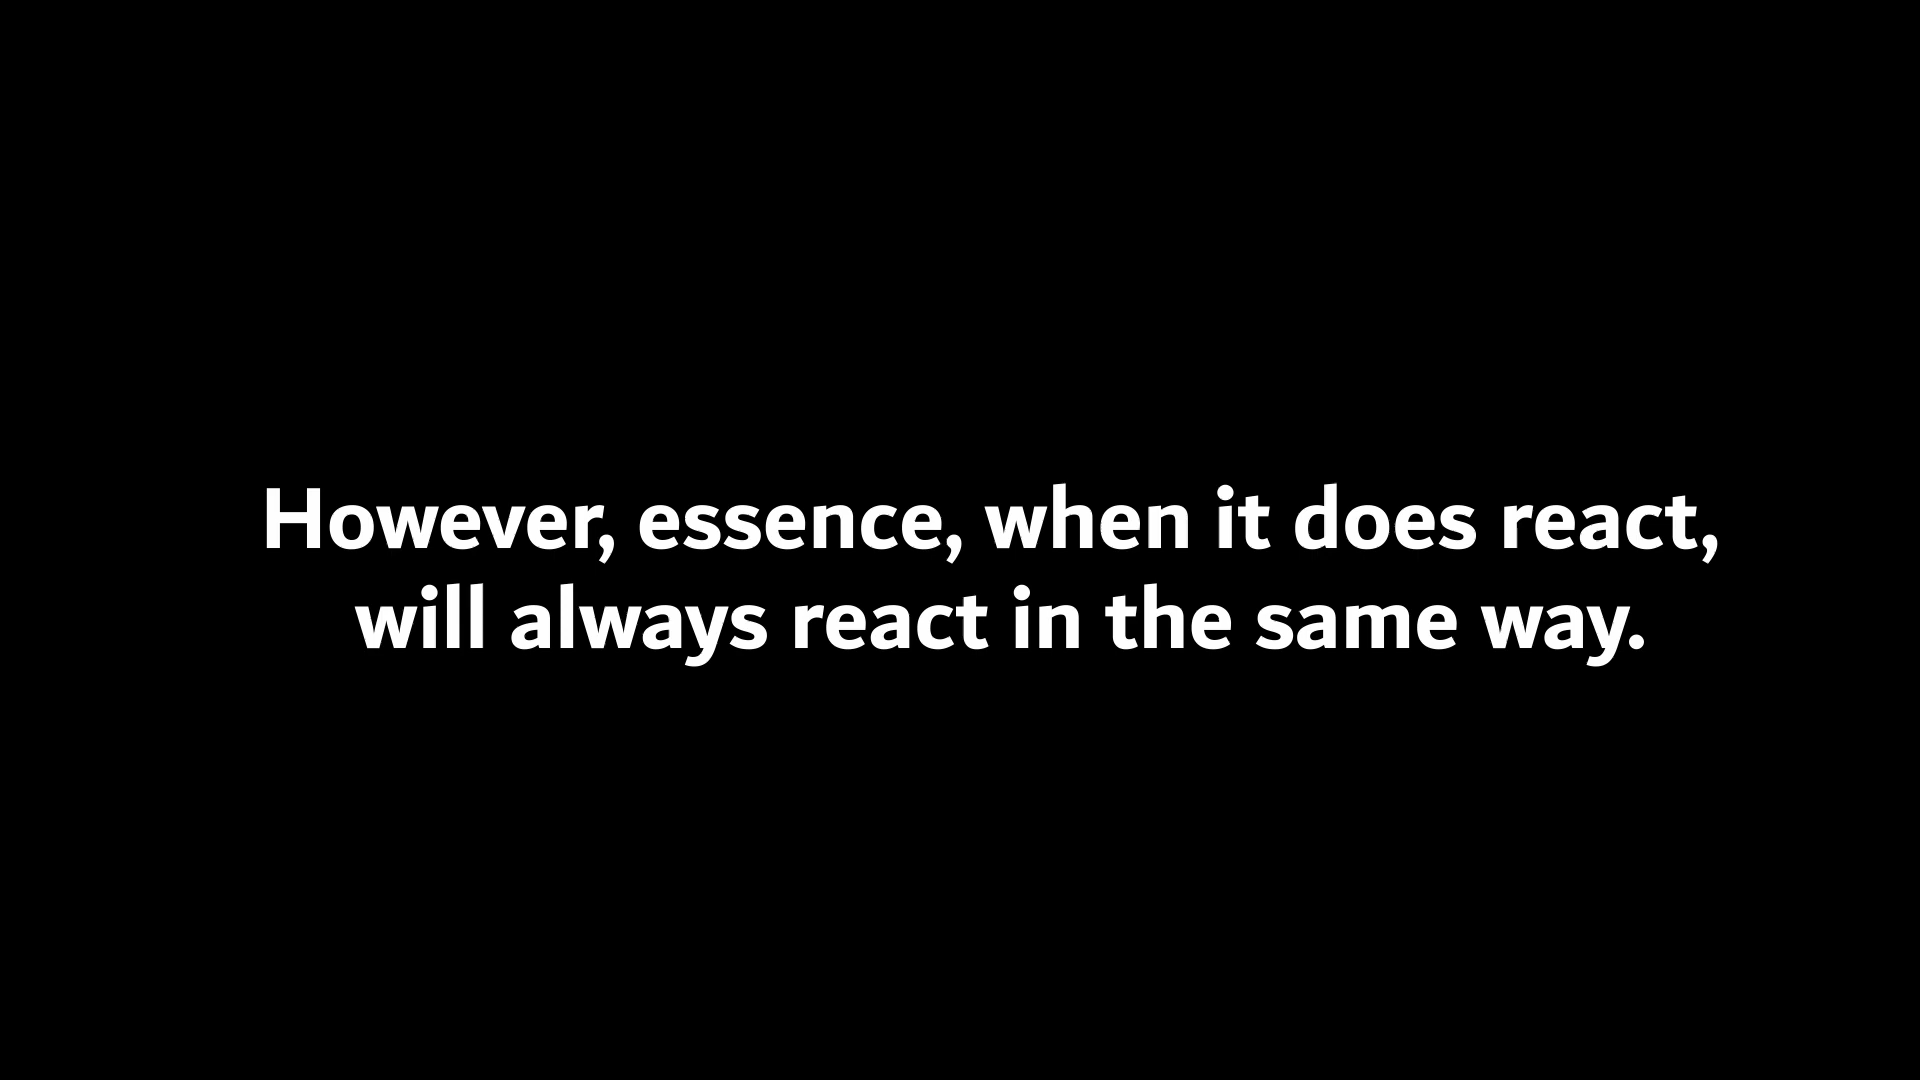 However, essence, when it does react,
will always react in the same way.